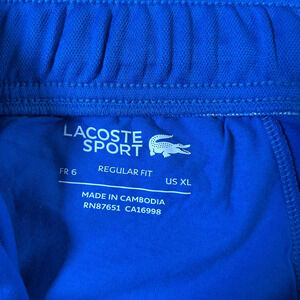 LACOSTE
SPORT
FR 6 REGULAR FIT US XL
MADE IN CAMBODIA
RN87651 CA16998